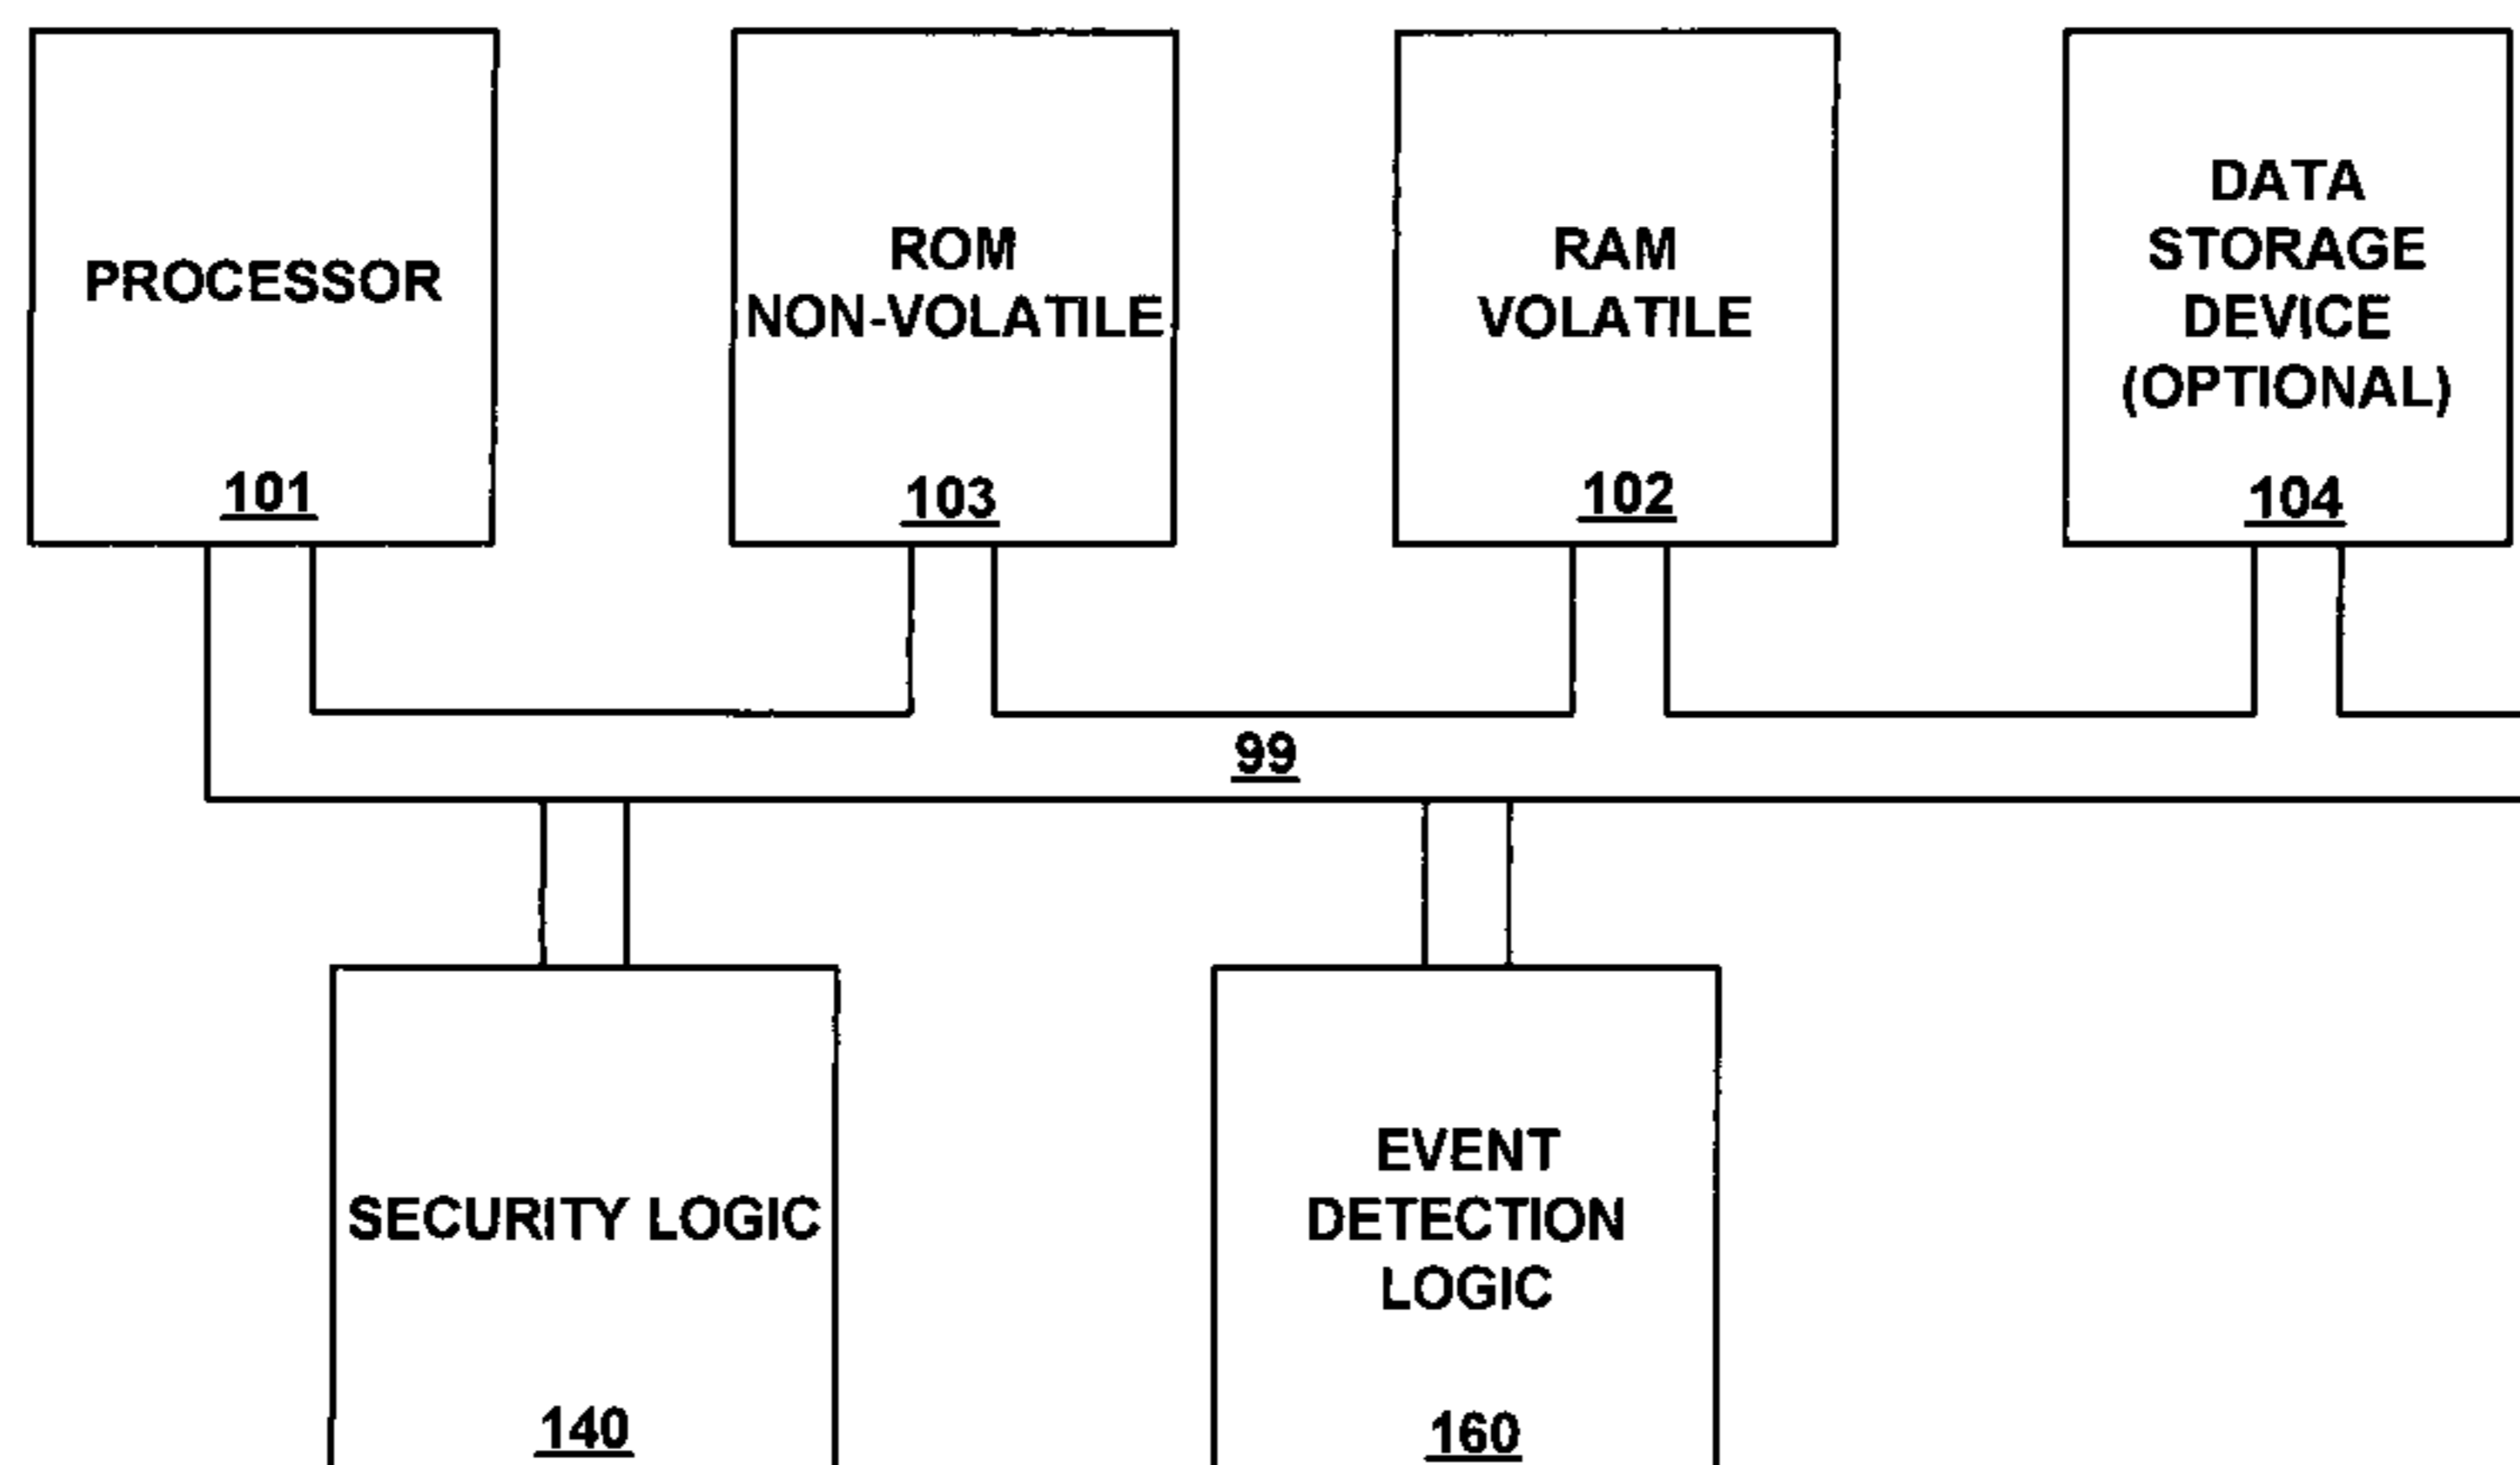 PROCESSOR
101
ROM
NON-VOLATILE
103
RAM
VOLATILE
102
DATA
STORAGE
DEVICE
(OPTIONAL)
104
99
SECURITY LOGIC
140
EVENT
DETECTION
LOGIC
160